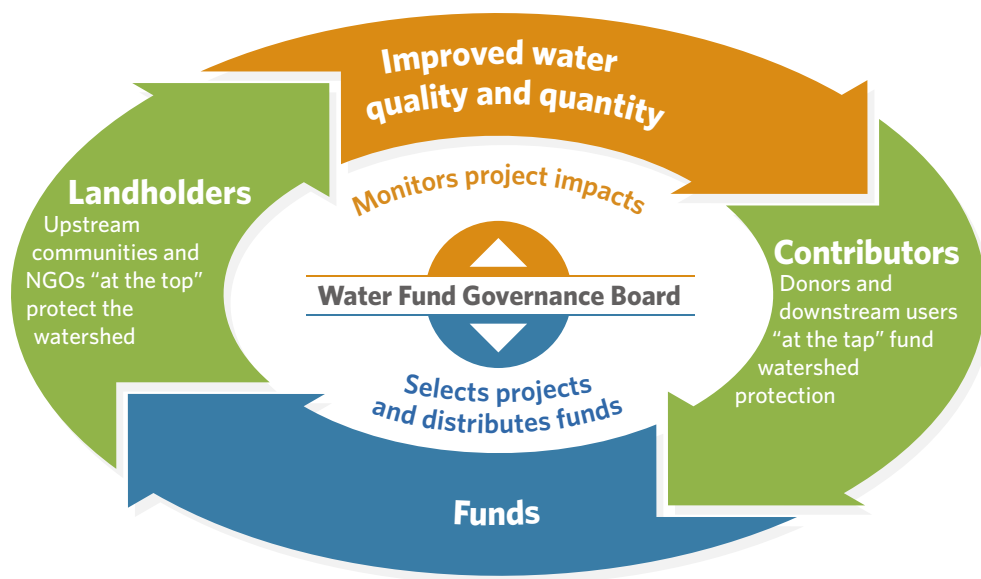 Improved water
quality and quantity
Monitors project impacts
Landholders
Upstream
communities and
NGOs “at the top”
protect the
watershed
Water Fund Governance Board
Contributors
Donors and
downstream users
“at the tap” fund
watershed
protection
Selects projects
and distributes funds
Funds